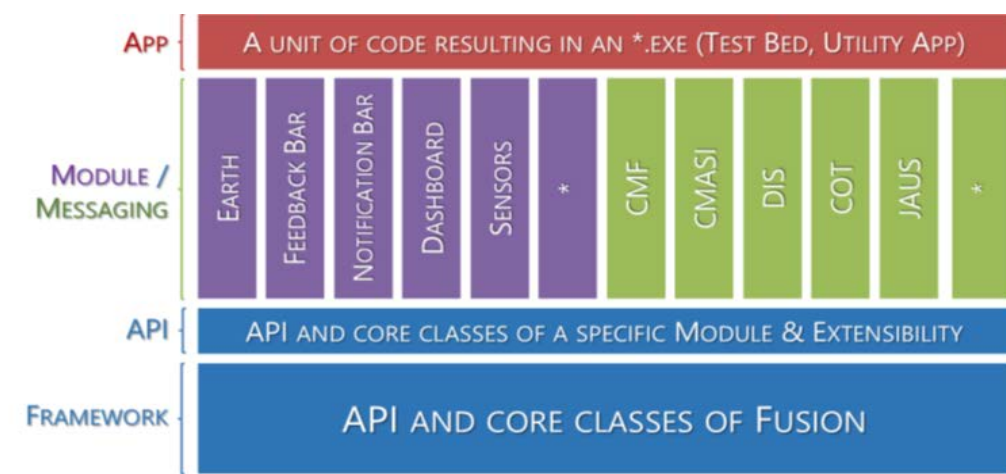 APP
A UNIT OF CODE RESULTING IN AN *.EXE (TEST BED, UTILITY APP)
MODULE /
MESSAGING
EARTH
FEEDBACK BAR
NOTIFICATION BAR
DASHBOARD
SENSORS
*
CMF
CMASI
DIS
COT
JAUS
*
API
API AND CORE CLASSES OF A SPECIFIC MODULE & EXTENSIBILITY
FRAMEWORK
API AND CORE CLASSES OF FUSION